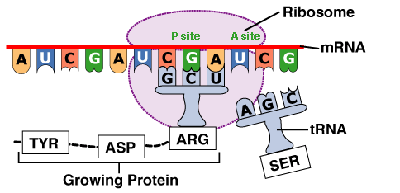 Ribosome
P site A site
mRNA
A U C G A U C G A U C G
G C U
A G C
tRNA
TYR ASP ARG
SER
Growing Protein